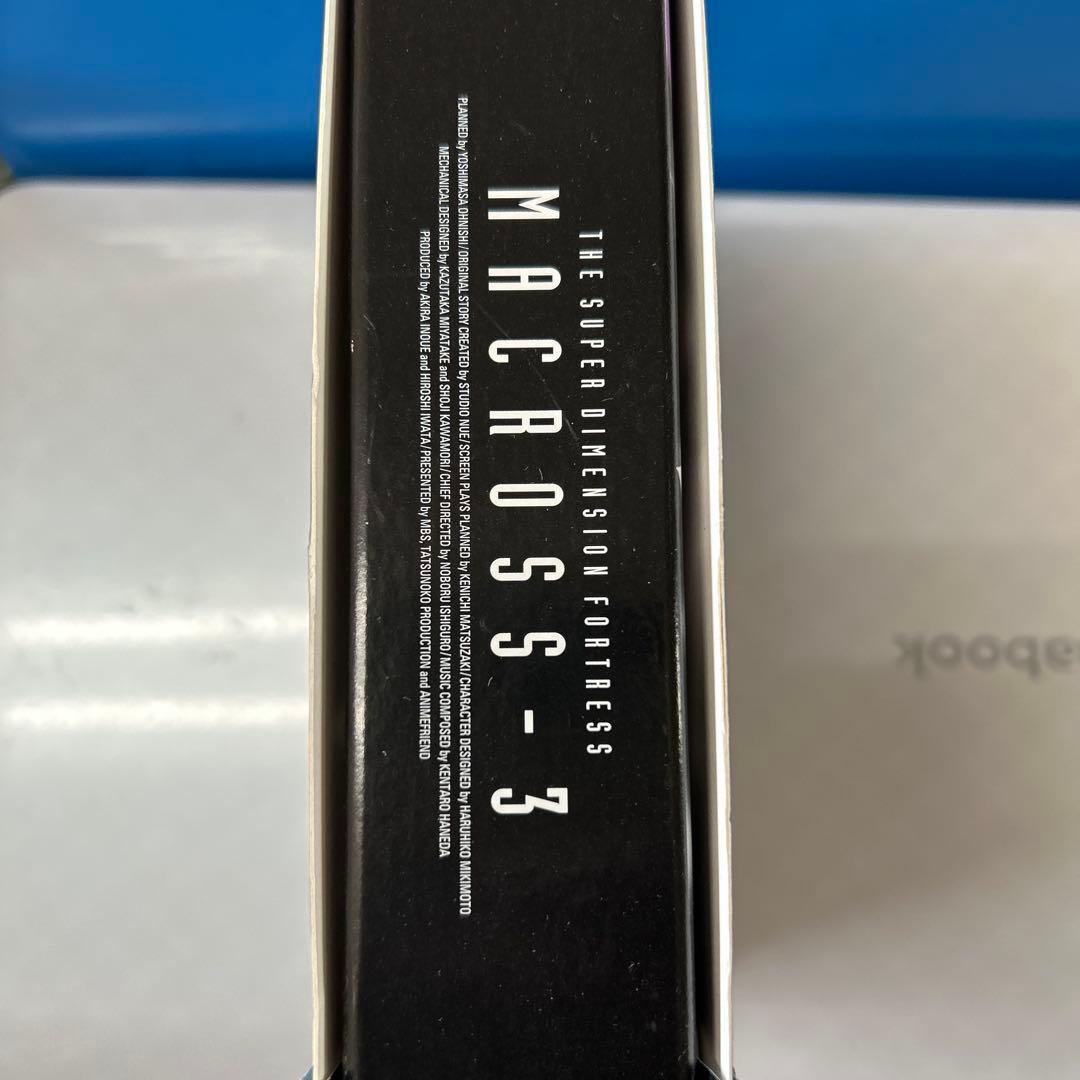 THE SUPER DIMENSION FORTRESS
MACROSS-3
PLANNED by YOSHIMASA OHNISHI/ORIGINAL STORY CREATED by STUDIO NUE/SCREEN PLAYS PLANNED by KENICHI MATSUZAKI/CHARACTER DESIGNED by HARUHIKO MIKIMOTO
MECHANICAL DESIGNED by KAZUTAKA MIYATAKE and SHOJI KAWAMORI/CHIEF DIRECTED by NOBORU ISHIGURO/MUSIC COMPOSED by KENTARO HANEDA
PRODUCED by AKIRA INOUE and HIROSHI IWATA/PRESENTED by MBS, TATSUNOKO PRODUCTION and ANIMEFRIEND